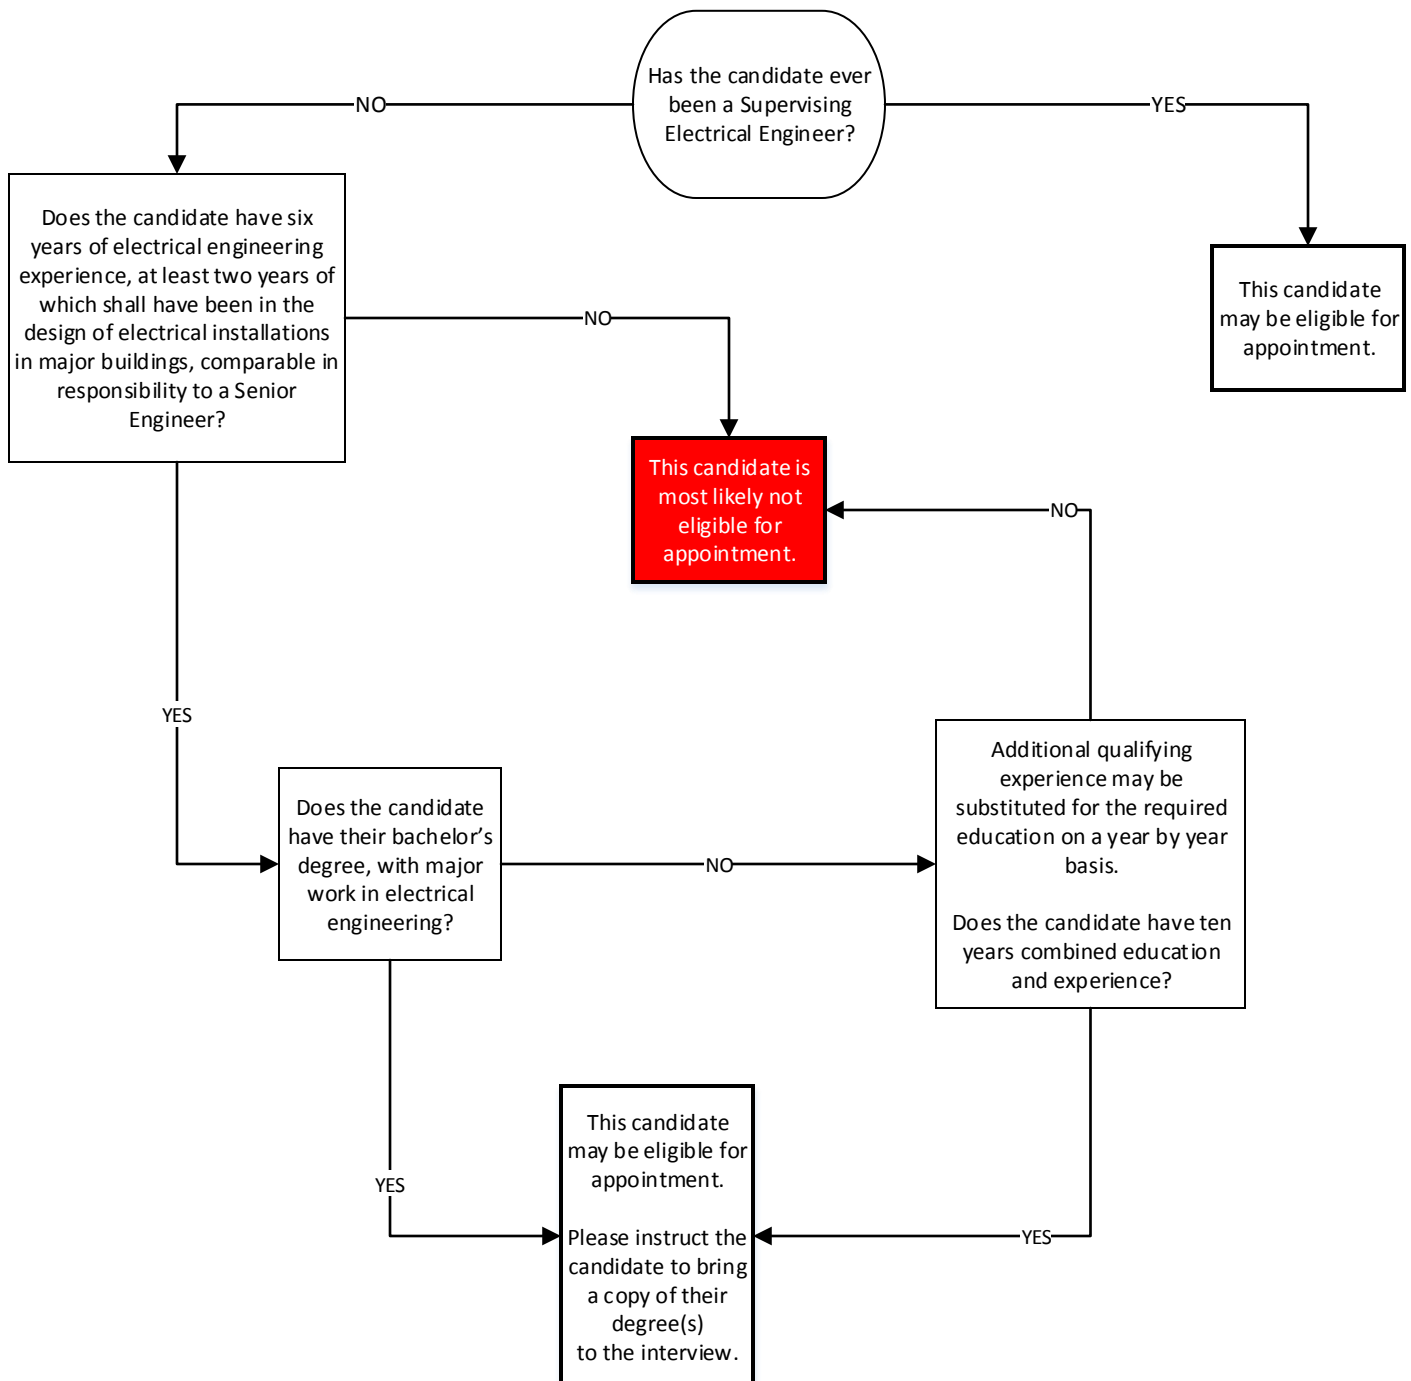 Has the candidate ever
been a Supervising
Electrical Engineer?
NO
YES
Does the candidate have six
years of electrical engineering
experience, at least two years of
which shall have been in the
design of electrical installations
in major buildings, comparable in
responsibility to a Senior
Engineer?
This candidate
may be eligible for
appointment.
NO
This candidate is
most likely not
eligible for
appointment.
NO
YES
Does the candidate
have their bachelor’s
degree, with major
work in electrical
engineering?
NO
Additional qualifying
experience may be
substituted for the required
education on a year by year
basis.
Does the candidate have ten
years combined education
and experience?
YES
This candidate
may be eligible for
appointment.
Please instruct the
candidate to bring
a copy of their
degree(s)
to the interview.
YES